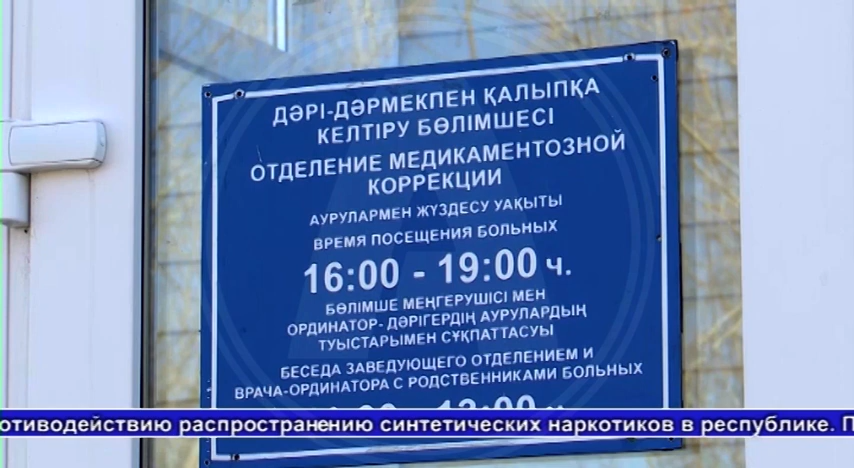 ДӘРІ-ДӘРМЕКПЕН ҚАЛЫПҚА
КЕЛТІРУ БӨЛІМШЕСІ
ОТДЕЛЕНИЕ МЕДИКАМЕНТОЗНОЙ
КОРРЕКЦИИ
АУРУЛАРМЕН ЖҮЗДЕСУ УАҚЫТЫ
ВРЕМЯ ПОСЕЩЕНИЯ БОЛЬНЫХ
16:00 - 19:00 ч.
БӨЛІМШЕ МЕҢГЕРУШІСІ МЕН
ОРДИНАТОР- ДӘРІГЕРДІҢ АУРУЛАРДЫҢ
ТУЫСТАРЫМЕН СҰҚПАТТАСУЫ
БЕСЕДА ЗАВЕДУЮЩЕГО ОТДЕЛЕНИЕМ И
ВРАЧА-ОРДИНАТОРА С РОДСТВЕННИКАМИ БОЛЬНЫХ
отиводействию распространению синтетических наркотиков в республике. П